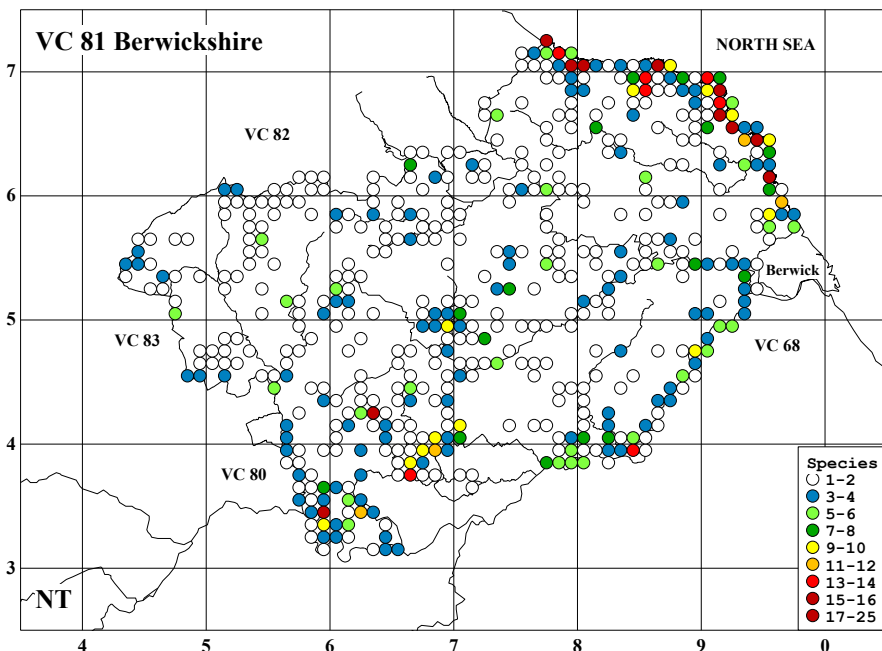 VC 81 Berwickshire
NORTH SEA
7
VC 82
6
Berwick
5
VC 83
VC 68
4
VC 80
Species
1-2
3-4
5-6
7-8
9-10
11-12
13-14
15-16
17-25
3
NT
4 5 6 7 8 9 0